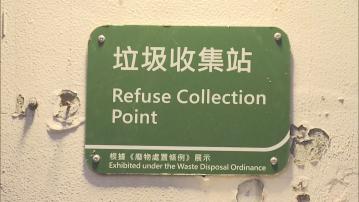 垃圾收集站
Refuse Collection
Point
根據《廢物處置條例》展示
Exhibited under the Waste Disposal Ordinance